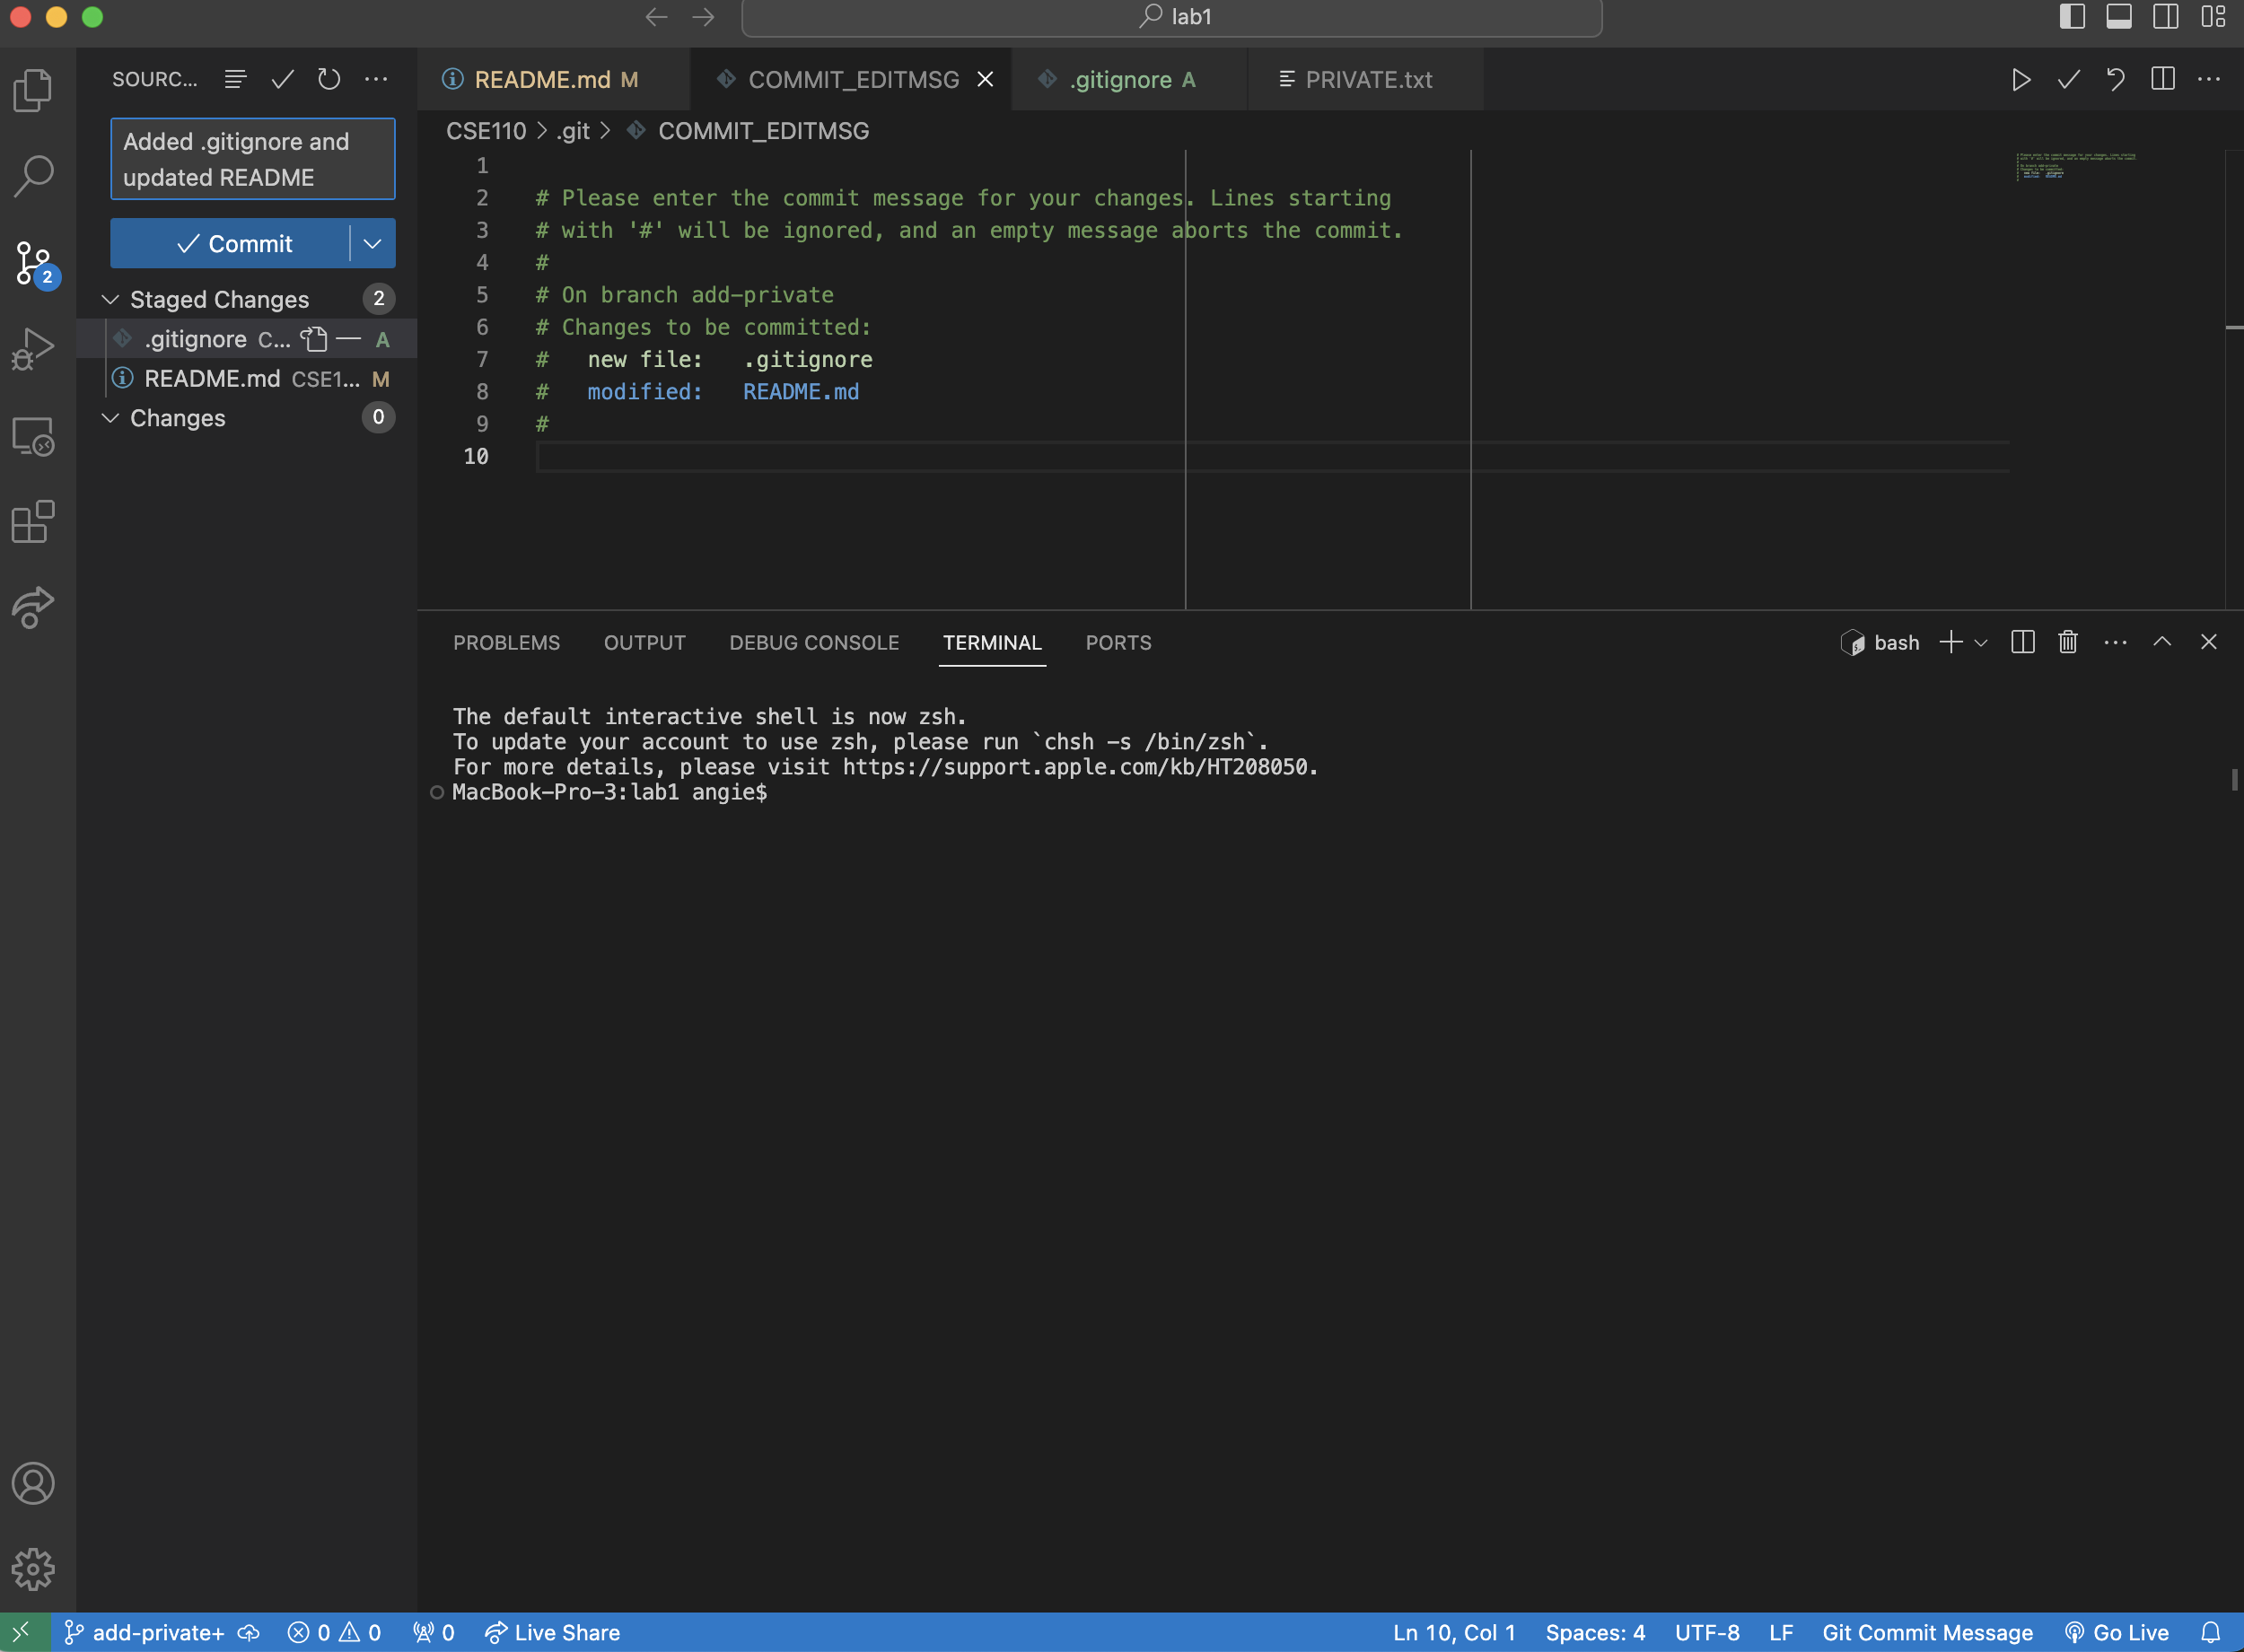 lab1
SOURC...
README.md M
COMMIT_EDITMSG
.gitignore A
PRIVATE.txt
CSE110 > .git > COMMIT_EDITMSG
Added .gitignore and
updated README
Commit
2
Staged Changes 2
.gitignore C... A
README.md CSE1... M
Changes 0
1
2 # Please enter the commit message for your changes. Lines starting
3 # with '#' will be ignored, and an empty message aborts the commit.
4 #
5 # On branch add-private
6 # Changes to be committed:
7 # new file: .gitignore
8 # modified: README.md
9 #
10
PROBLEMS OUTPUT DEBUG CONSOLE TERMINAL PORTS
bash
The default interactive shell is now zsh.
To update your account to use zsh, please run `chsh -s /bin/zsh`.
For more details, please visit https://support.apple.com/kb/HT208050.
MacBook-Pro-3:lab1 angie$
add-private+ 0 0 0 Live Share Ln 10, Col 1 Spaces: 4 UTF-8 LF Git Commit Message Go Live